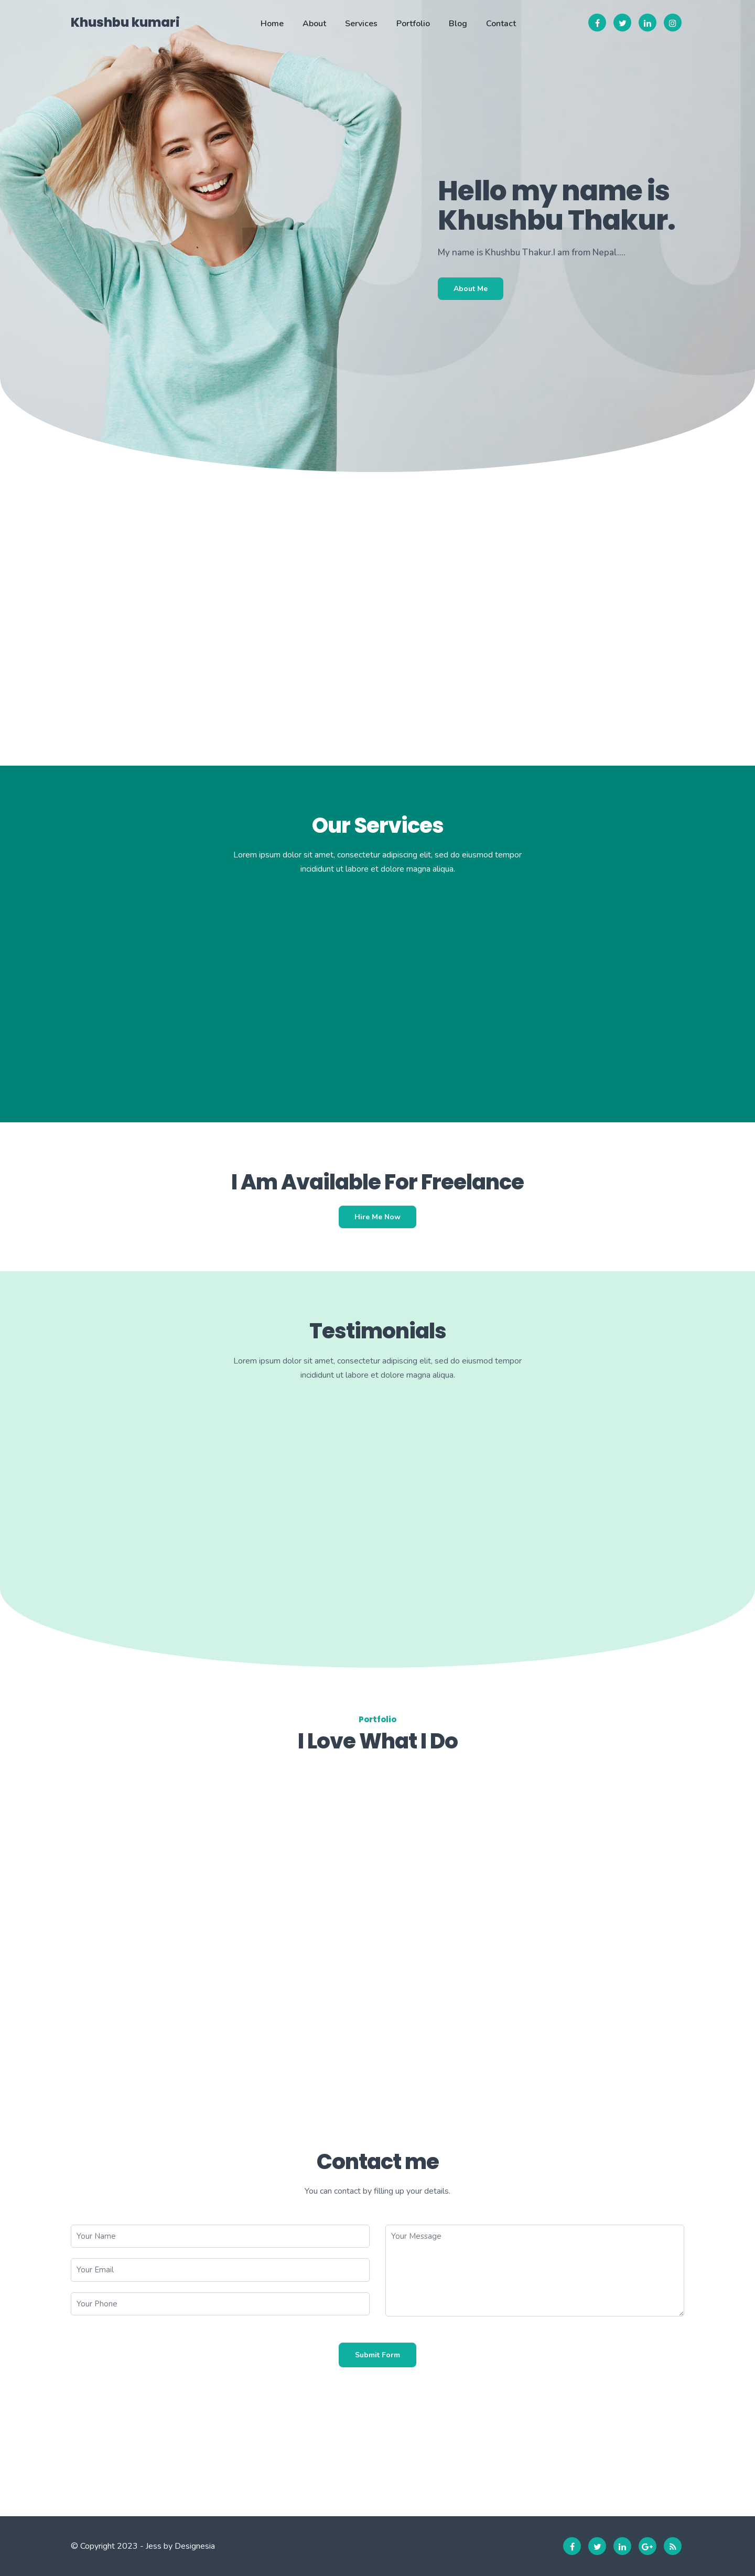 Khushbu kumari
Home About Services Portfolio Blog Contact
Hello my name is
Khushbu Thakur.
My name is Khushbu Thakur.I am from Nepal....
About Me
Our Services
Lorem ipsum dolor sit amet, consectetur adipiscing elit, sed do eiusmod tempor
incididunt ut labore et dolore magna aliqua.
I Am Available For Freelance
Hire Me Now
Testimonials
Lorem ipsum dolor sit amet, consectetur adipiscing elit, sed do eiusmod tempor
incididunt ut labore et dolore magna aliqua.
Portfolio
I Love What I Do
Contact me
You can contact by filling up your details.
Your Name
Your Email
Your Phone
Your Message
Submit Form
© Copyright 2023 - Jess by Designesia